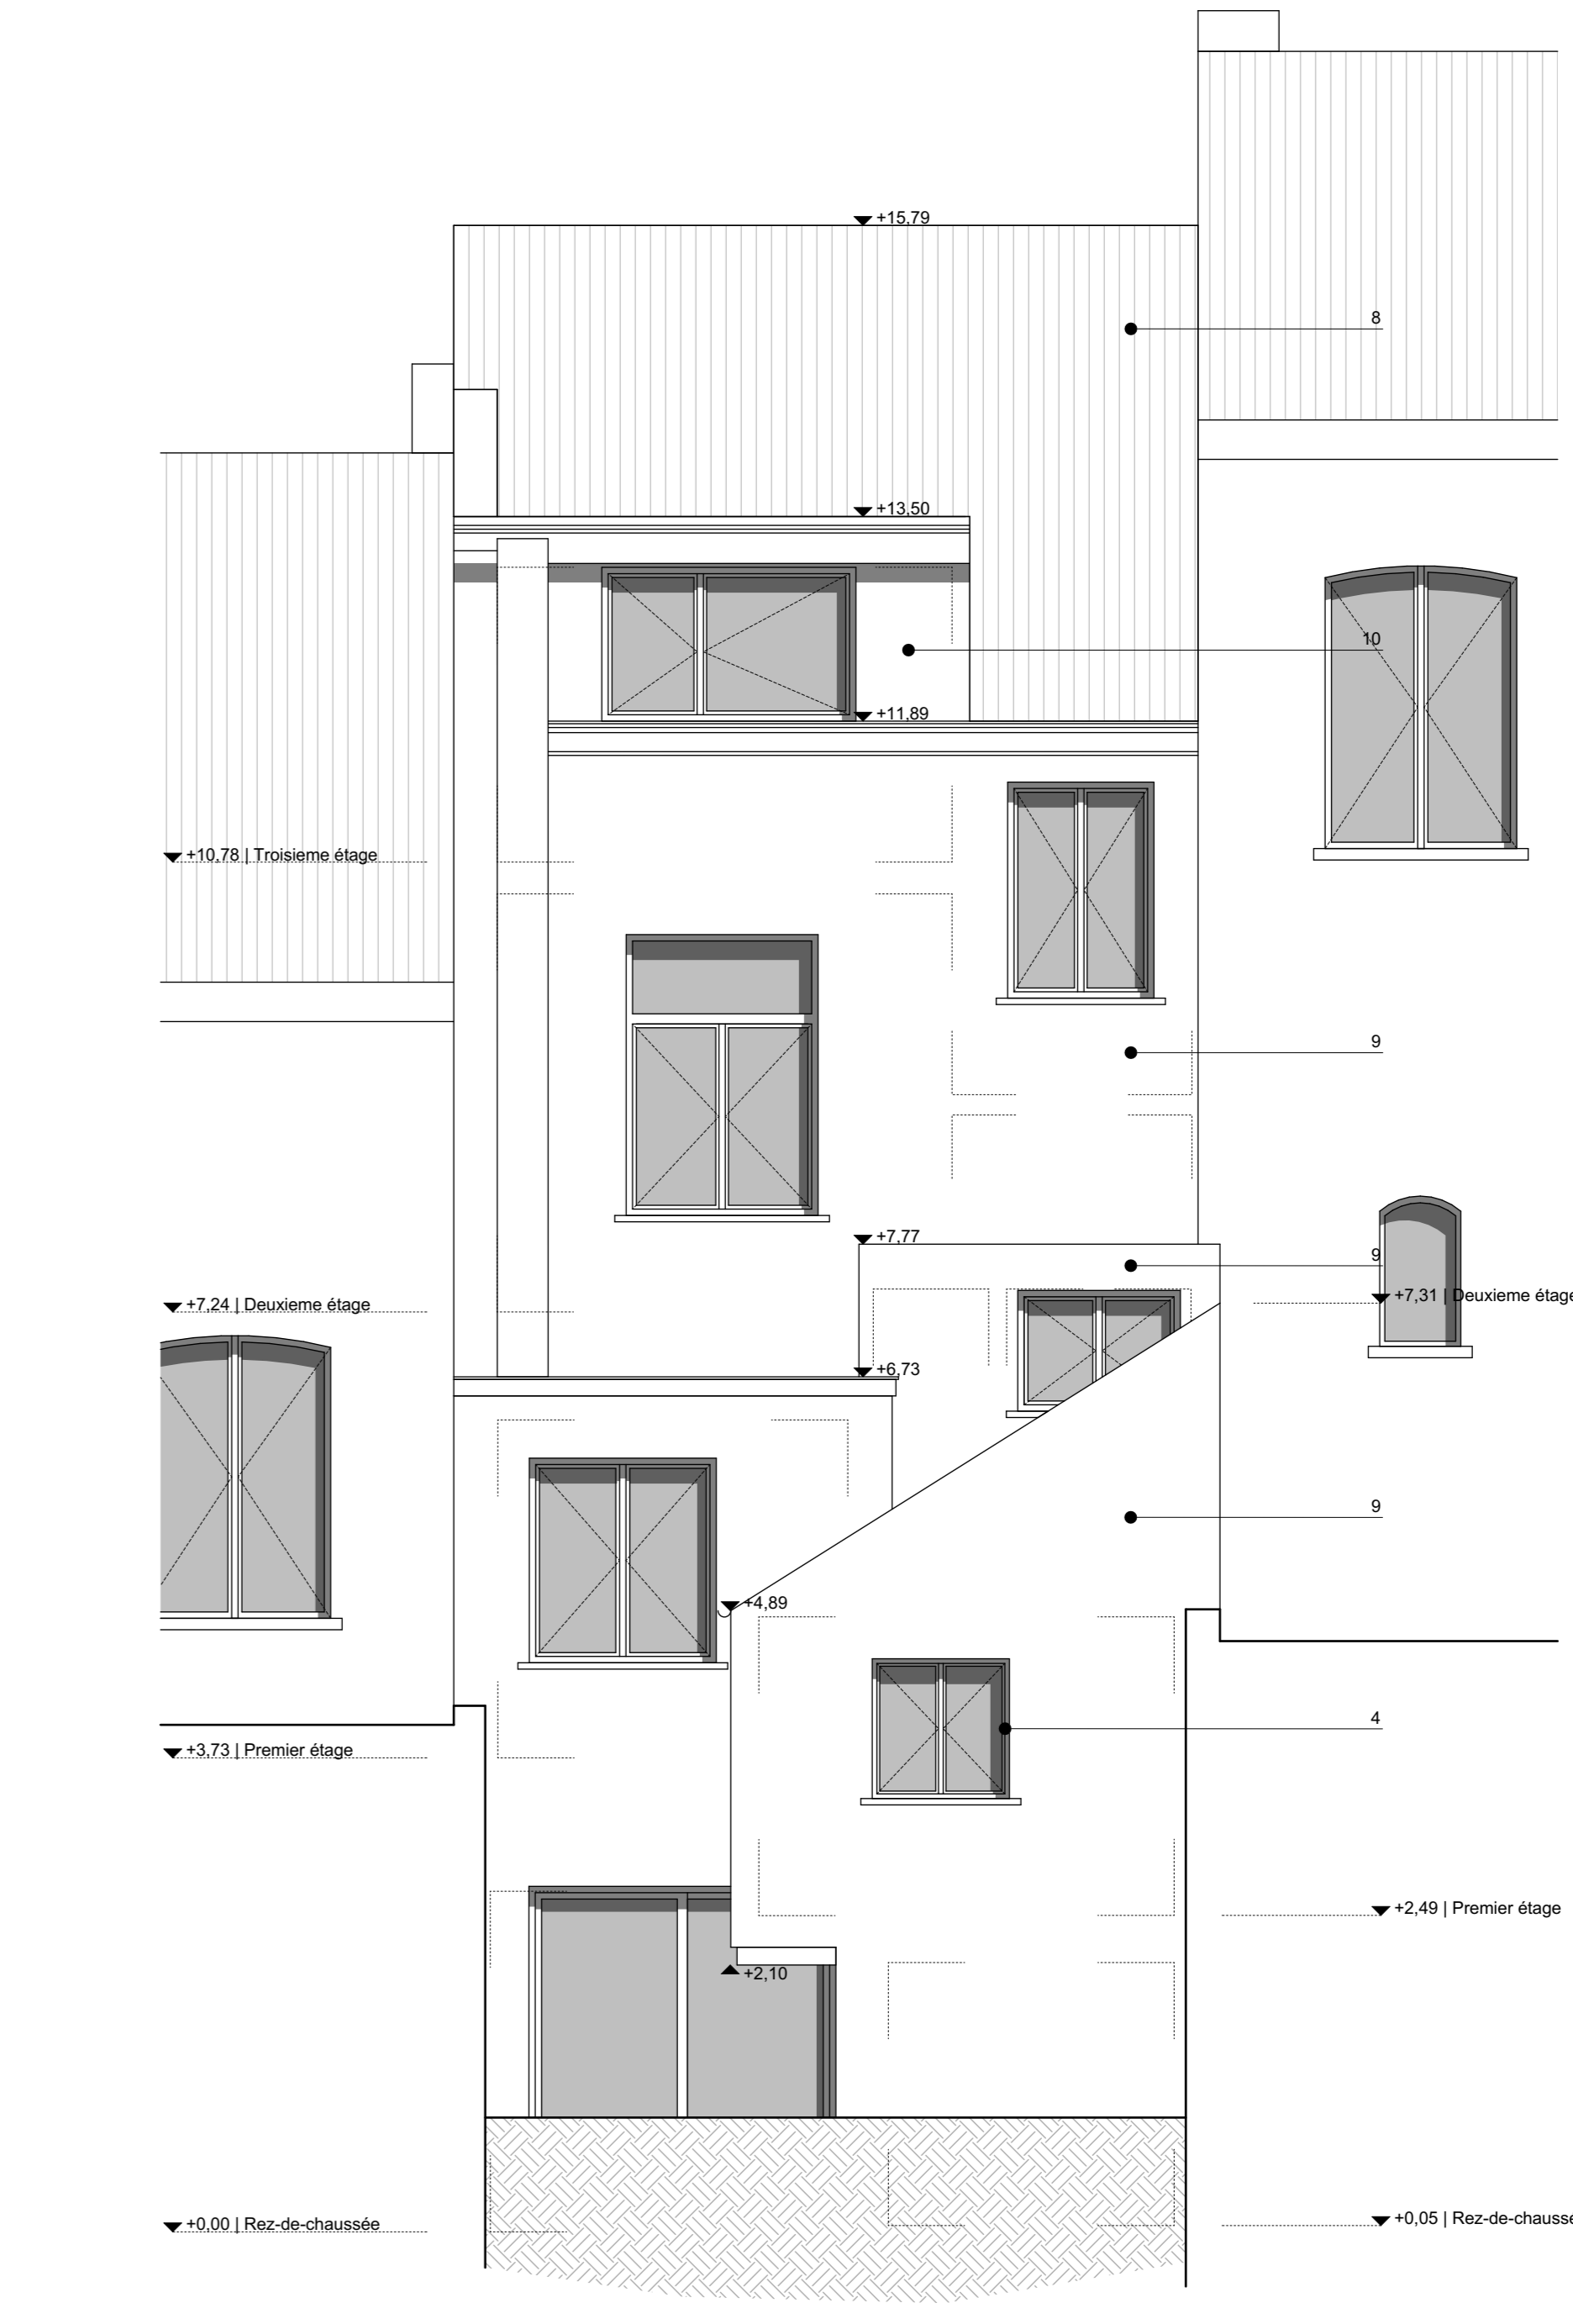 +15,79
8
+13,50
10
+11,89
+10,78 | Troisieme étage
9
+7,77
9
+7,24 | Deuxieme étage
+7,31 | Deuxieme étage
+6,73
9
+4,89
4
+3,73 | Premier étage
+2,49 | Premier étage
+2,10
+0,00 | Rez-de-chaussée
+0,05 | Rez-de-chaussé